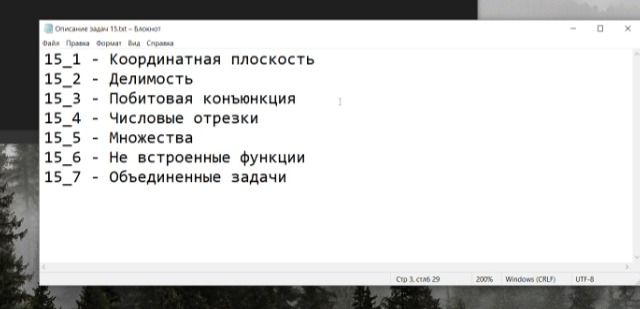 Описание задач 15.txt – Блокнот
Файл Правка Формат Вид Справка
15_1 - Координатная плоскость
15_2 - Делимость
15_3 - Побитовая конъюнкция
15_4 - Числовые отрезки
15_5 - Множества
15_6 - Не встроенные функции
15_7 - Объединенные задачи
Стр 3, стлб 29 200% Windows (CRLF) UTF-8